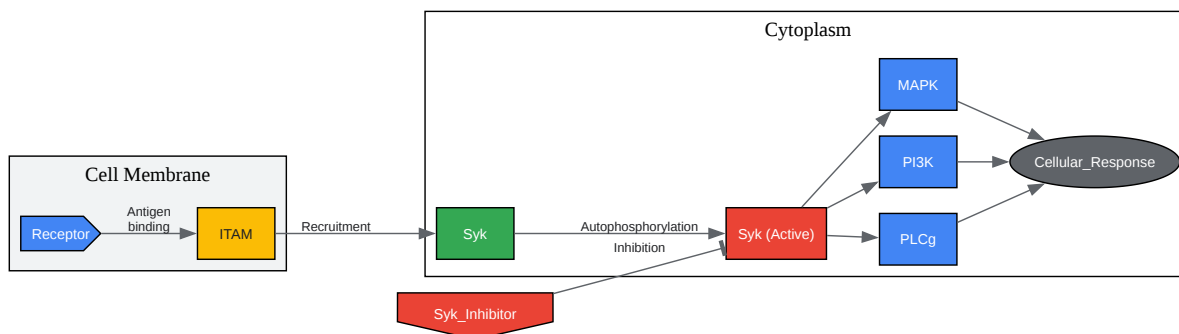 Cytoplasm
MAPK
Cell Membrane
PI3K
Cellular_Response
Antigen
binding
Receptor
ITAM
Recruitment
Syk
Autophosphorylation
Inhibition
Syk (Active)
PLCg
Syk_Inhibitor